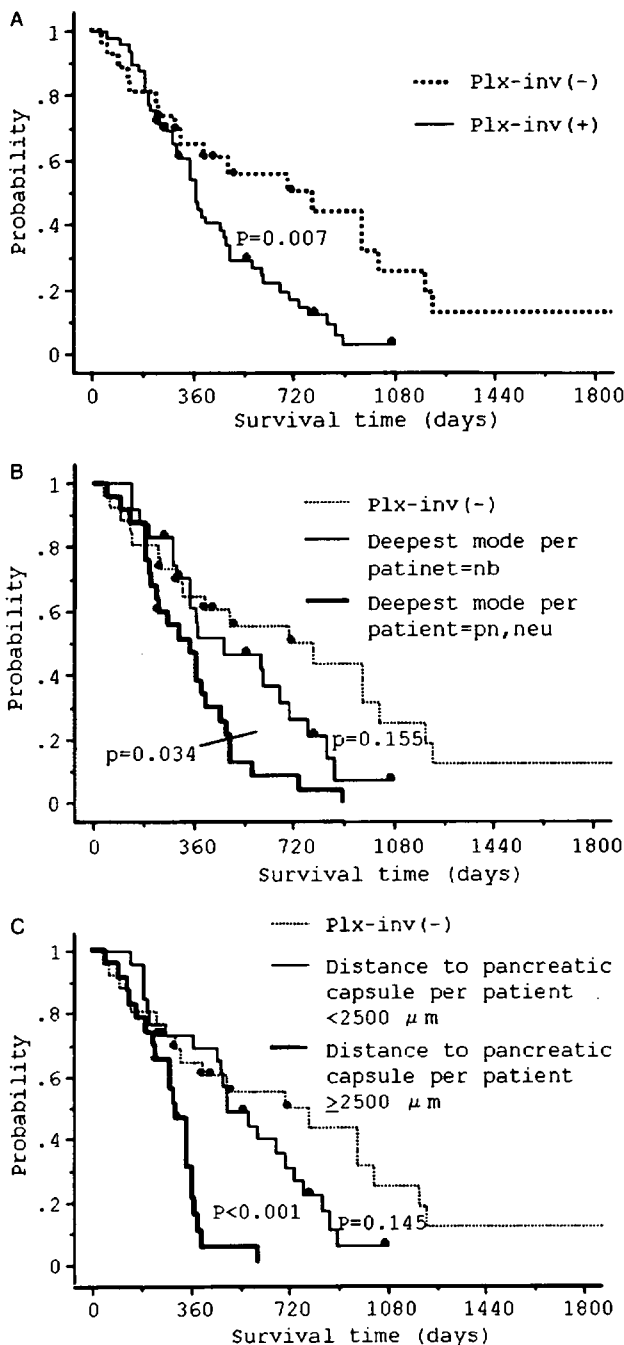 A
Probability
1
.8
.6
.4
.2
0
Plx-inv(-)
Plx-inv(+)
P=0.007
0 360 720 1080 1440 1800
Survival time (days)
B
Probability
1
.8
.6
.4
.2
0
Plx-inv(-)
Deepest mode per
patinet=nb
Deepest mode per
patient=pn,neu
p=0.034
p=0.155
0 360 720 1080 1440 1800
Survival time (days)
C
Probability
1
.8
.6
.4
.2
0
Plx-inv(-)
Distance to pancreatic
capsule per patient
<2500 μm
Distance to pancreatic
capsule per patient
≥2500 μm
P<0.001
P=0.145
0 360 720 1080 1440 1800
Survival time (days)